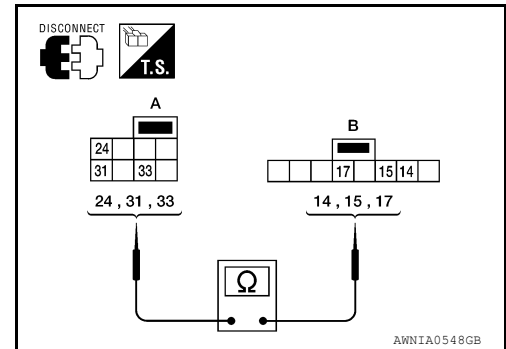 DISCONNECT
T.S.
A
B
24
31 33
17 15 14
24 , 31 , 33
14 , 15 , 17
Ω
AWNIA0548GB